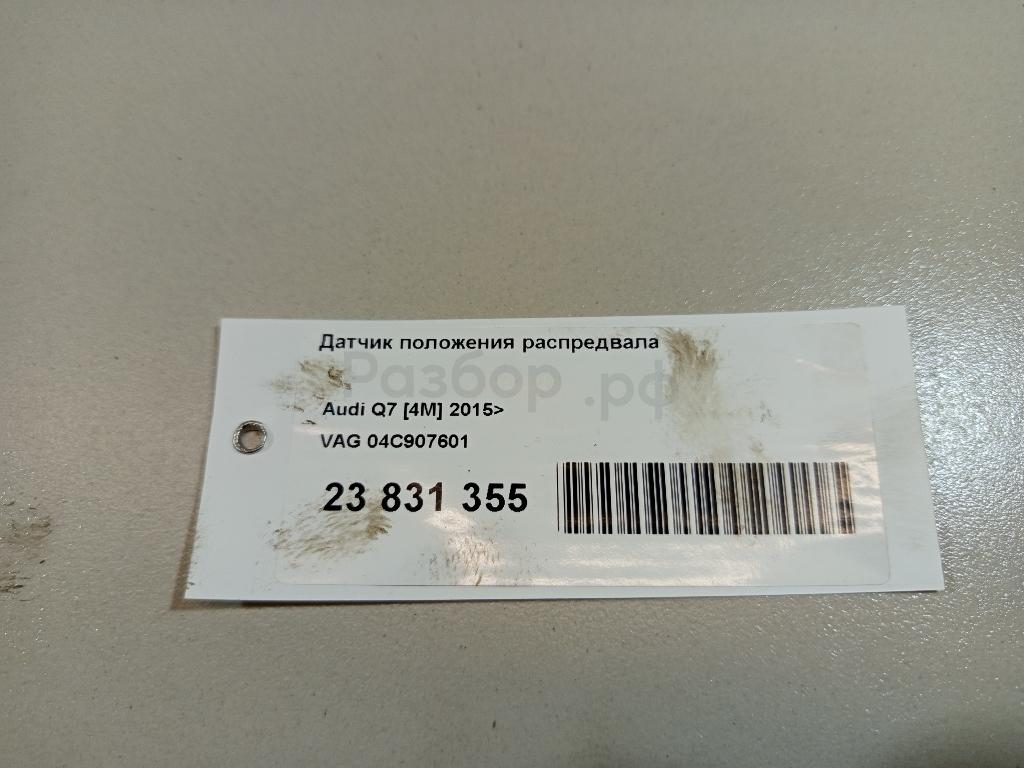 Датчик положения распредвала
Разбор.рф
Audi Q7 [4M] 2015>
VAG 04C907601
23 831 355